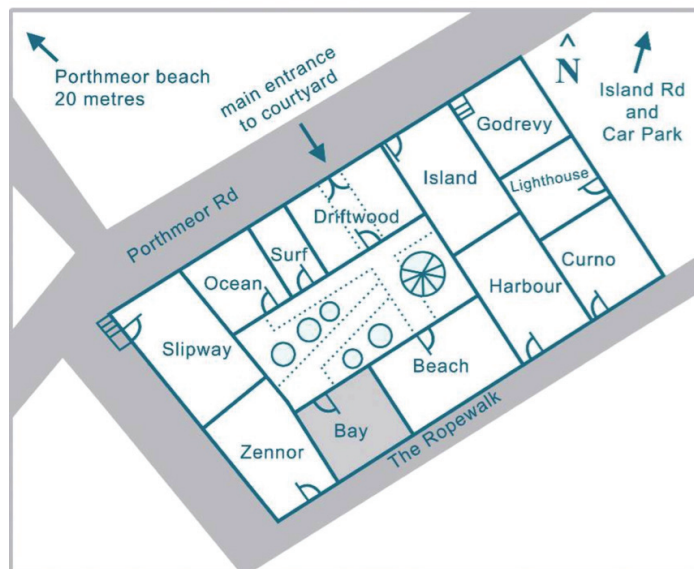 Porthmeor beach
20 metres
main entrance
to courtyard
N
Island Rd
and
Car Park
Porthmeor Rd
Godrevy
Island
Lighthouse
Driftwood
Surf
Ocean
Curno
Harbour
Slipway
Beach
Bay
Zennor
The Ropewalk